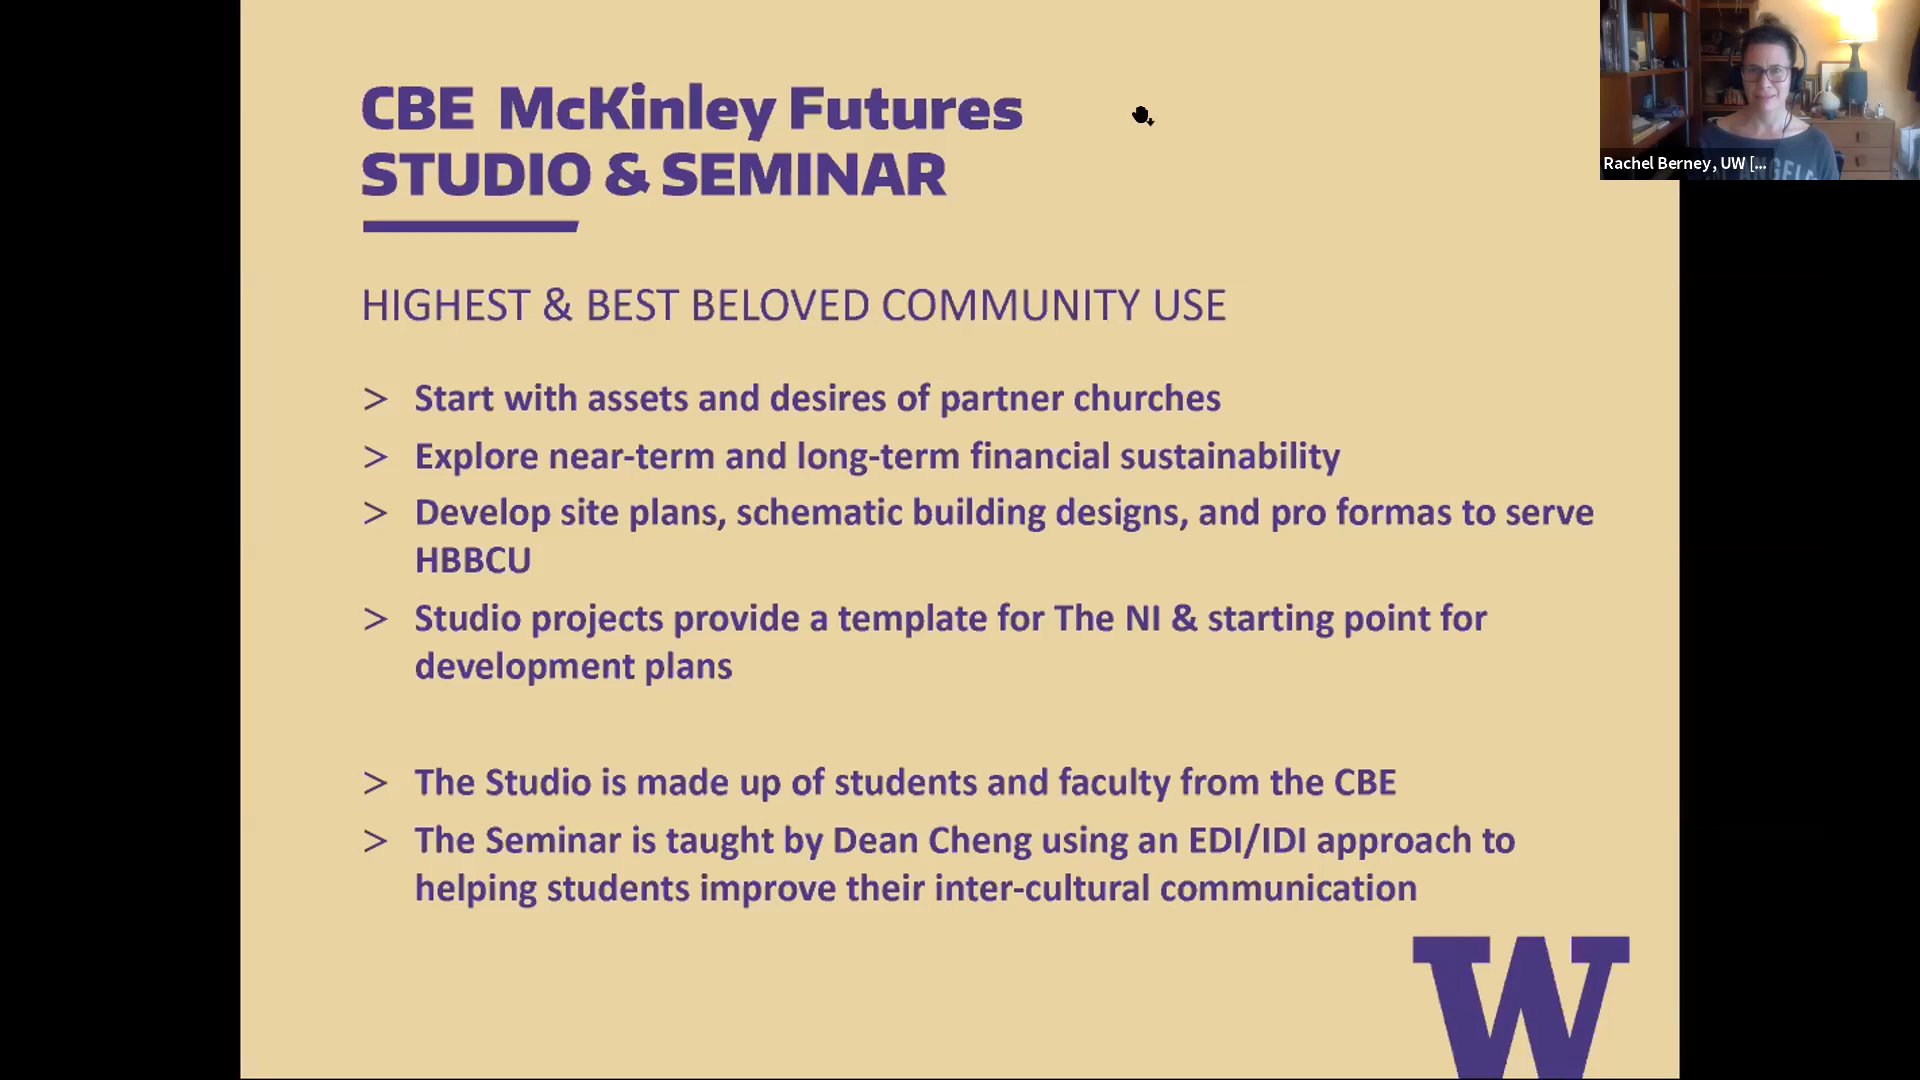 CBE McKinley Futures
STUDIO & SEMINAR
Rachel Berney, UW [...
HIGHEST & BEST BELOVED COMMUNITY USE
> Start with assets and desires of partner churches
> Explore near-term and long-term financial sustainability
> Develop site plans, schematic building designs, and pro formas to serve
HBBCU
> Studio projects provide a template for The NI & starting point for
development plans
> The Studio is made up of students and faculty from the CBE
> The Seminar is taught by Dean Cheng using an EDI/IDI approach to
helping students improve their inter-cultural communication
W